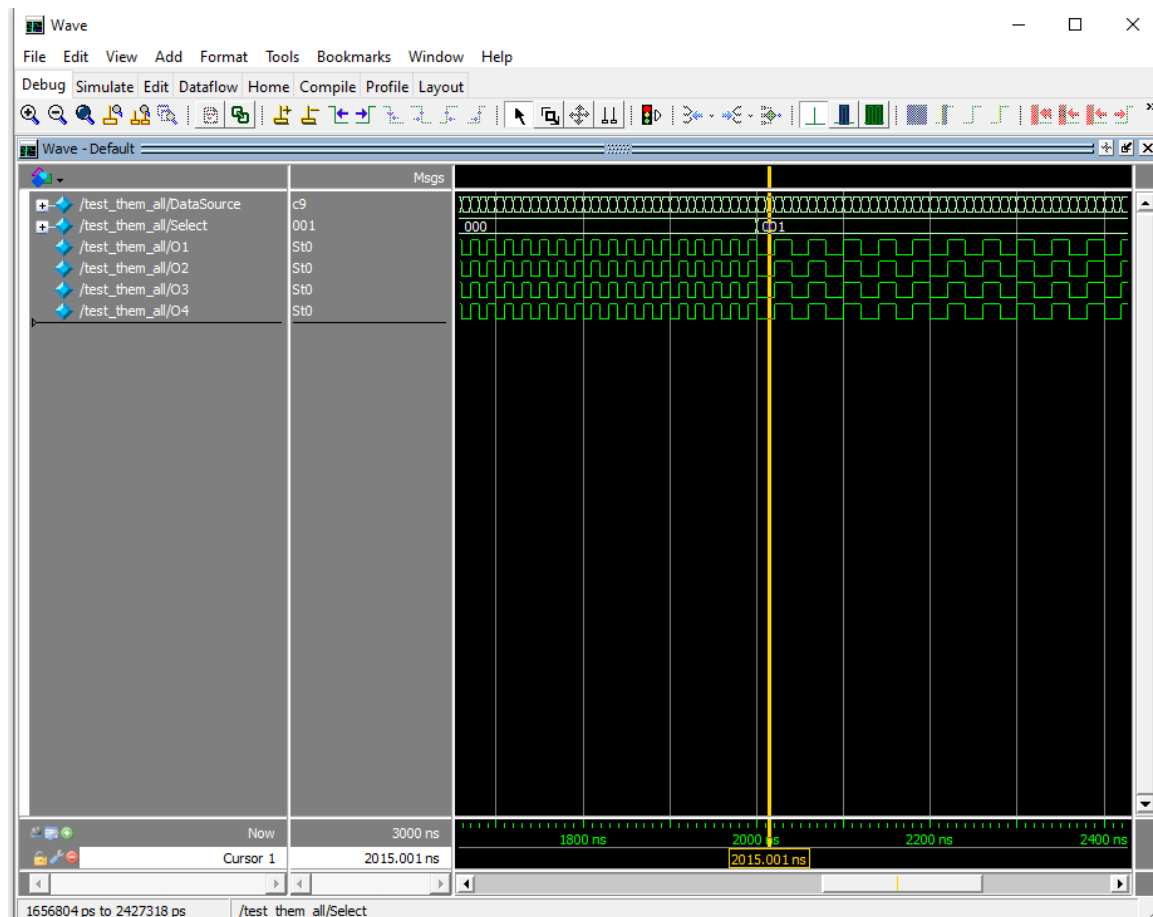 Wave
File Edit View Add Format Tools Bookmarks Window Help
Debug Simulate Edit Dataflow Home Compile Profile Layout
Wave - Default
Msgs
/test_them_all/DataSource c9
/test_them_all/Select 001 000 001
/test_them_all/O1 St0
/test_them_all/O2 St0
/test_them_all/O3 St0
/test_them_all/O4 St0
Now 3000 ns 1800 ns 2000 ns 2200 ns 2400 ns
Cursor 1 2015.001 ns 2015.001 ns
1656804 ps to 2427318 ps /test_them_all/Select